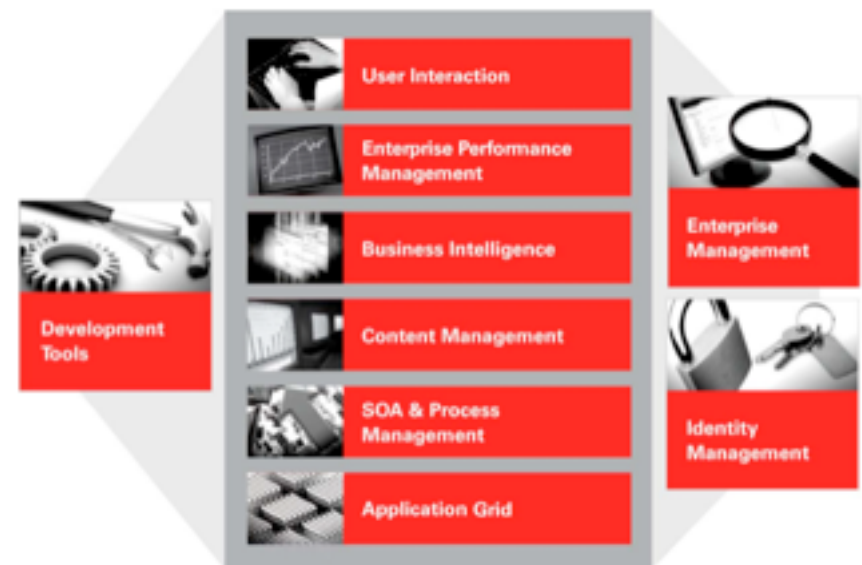 Development
Tools
User Interaction
Enterprise Performance
Management
Business Intelligence
Content Management
SOA & Process
Management
Application Grid
Enterprise
Management
Identity
Management